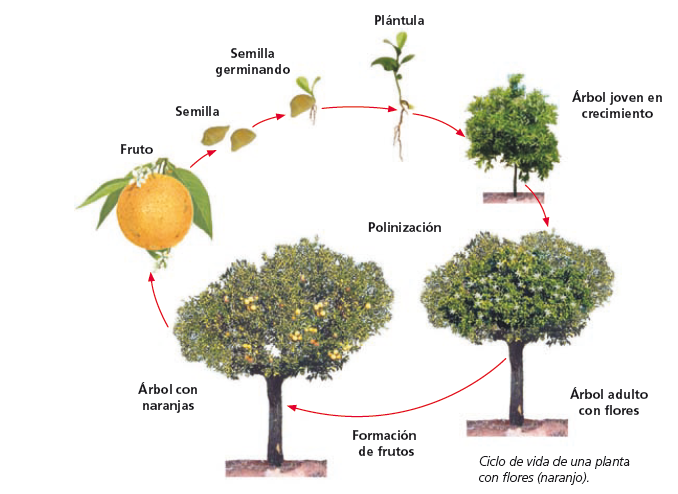 Plántula
Semilla
germinando
Semilla
Fruto
Árbol joven en
crecimiento
Polinización
Árbol adulto
con flores
Formación
de frutos
Árbol con
naranjas
Ciclo de vida de una planta
con flores (naranjo).